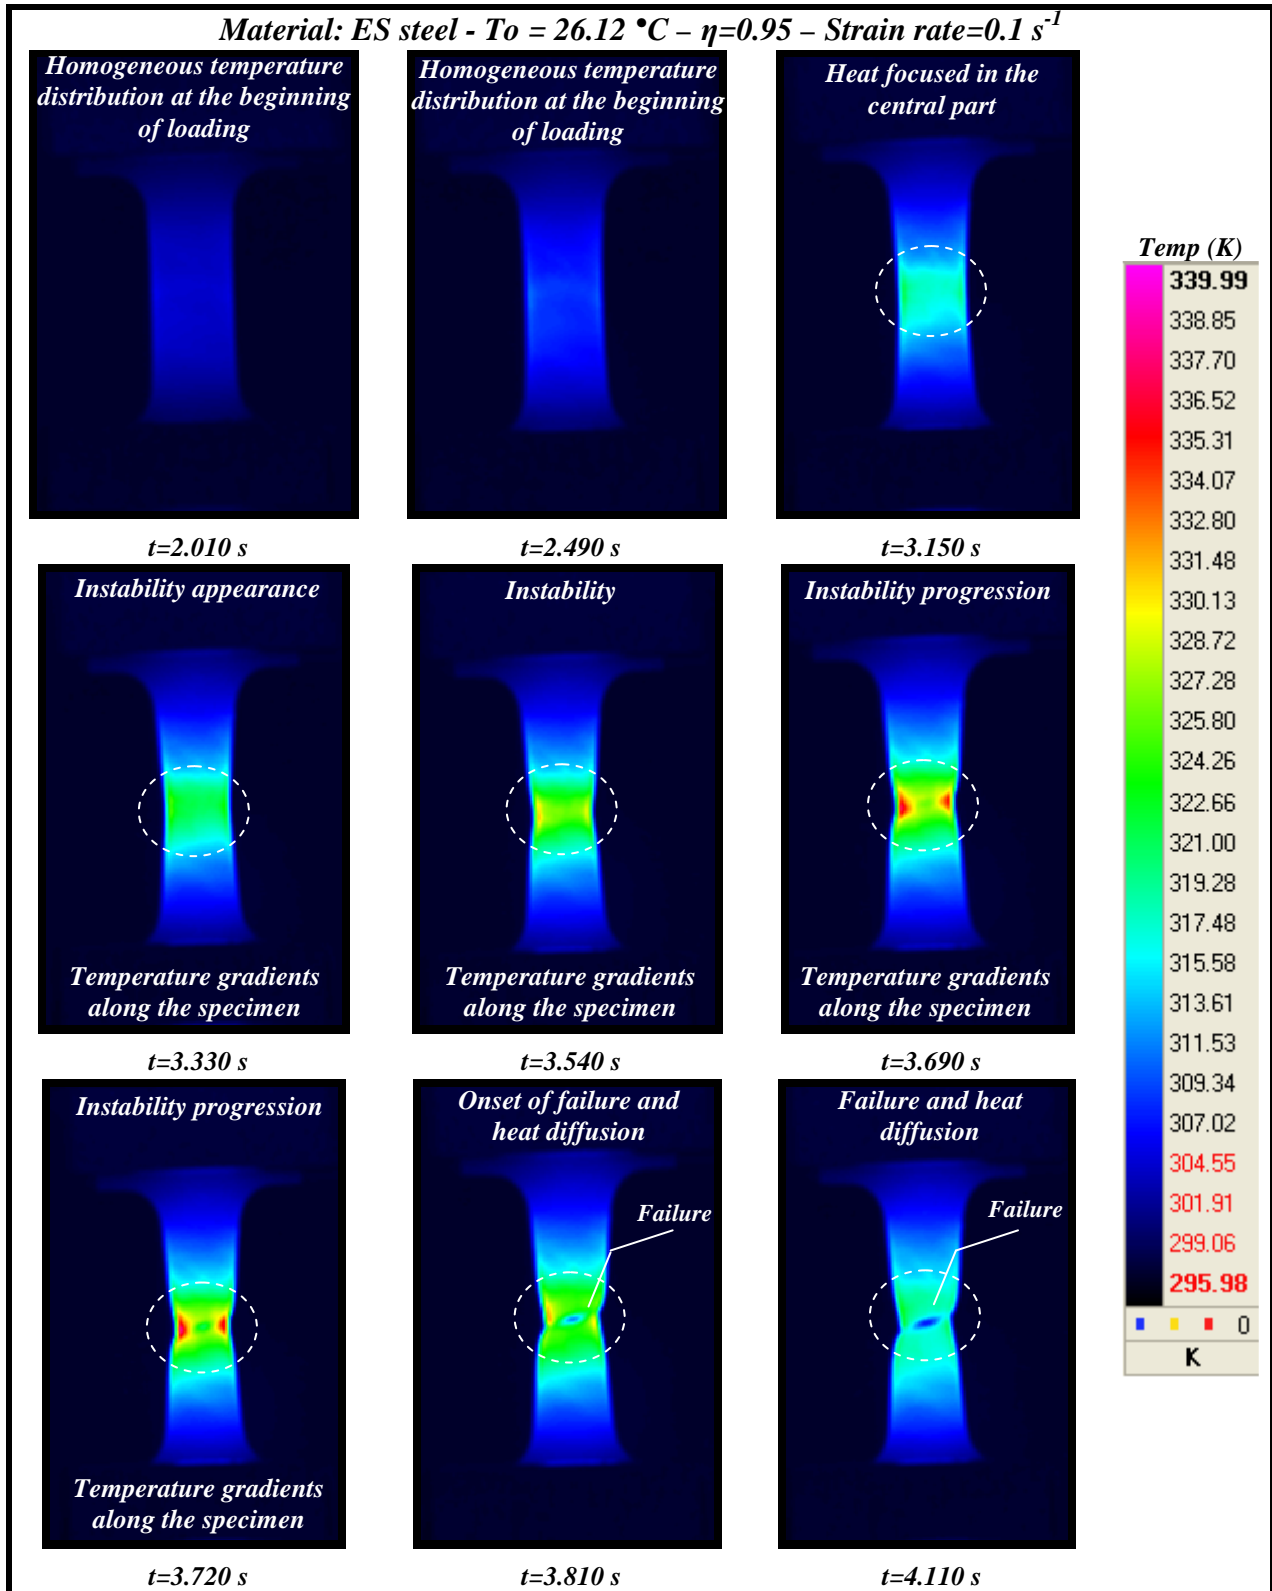 Material: ES steel - To = 26.12 °C – η=0.95 – Strain rate=0.1 s⁻¹
Homogeneous temperature
distribution at the beginning
of loading
t=2.010 s
Homogeneous temperature
distribution at the beginning
of loading
t=2.490 s
Heat focused in the
central part
t=3.150 s
Instability appearance
Temperature gradients
along the specimen
t=3.330 s
Instability
Temperature gradients
along the specimen
t=3.540 s
Instability progression
Temperature gradients
along the specimen
t=3.690 s
Instability progression
Temperature gradients
along the specimen
t=3.720 s
Onset of failure and
heat diffusion
Failure
t=3.810 s
Failure and heat
diffusion
Failure
t=4.110 s
Temp (K)
339.99
338.85
337.70
336.52
335.31
334.07
332.80
331.48
330.13
328.72
327.28
325.80
324.26
322.66
321.00
319.28
317.48
315.58
313.61
311.53
309.34
307.02
304.55
301.91
299.06
295.98
0
K